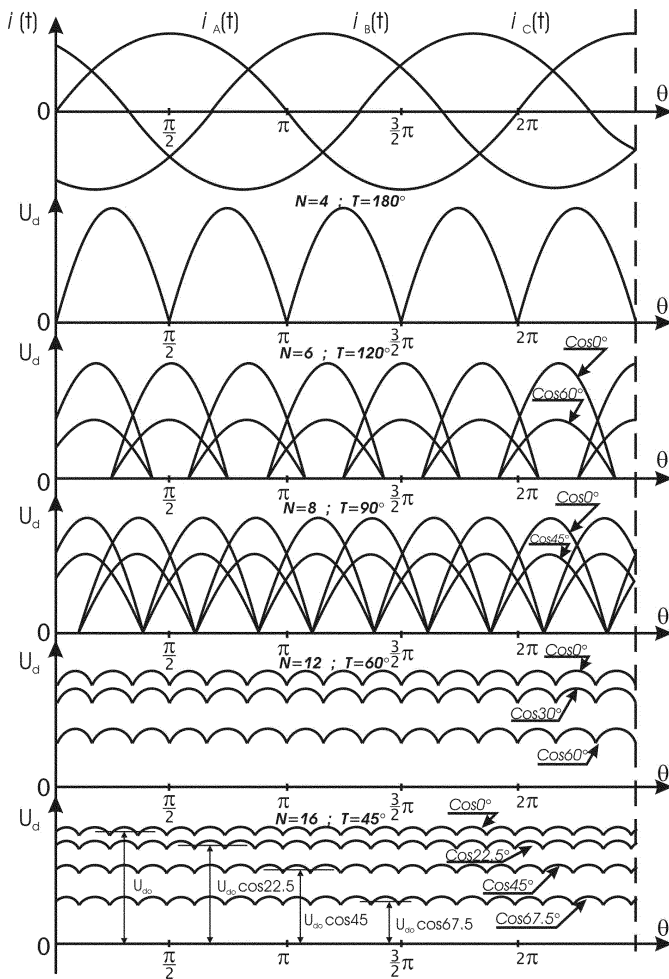 i (t) i A(t) i B(t) i C(t)
0 π/2 π 3/2π 2π θ
N=4 ; T=180°
Ud
0 π/2 π 3/2π 2π θ
Ud N=6 ; T=120° Cos0°
Cos60°
0 π/2 π 3/2π 2π θ
Ud N=8 ; T=90° Cos0°
Cos45°
0 π/2 π 3/2π 2π θ
Ud N=12 ; T=60° Cos0°
Cos30°
Cos60°
0 π/2 π 3/2π 2π θ
Ud N=16 ; T=45° Cos0°
Cos22.5°
Udo Udo cos22.5 Cos45°
Udo cos45 Udo cos67.5 Cos67.5°
0 π/2 π 3/2π 2π θ